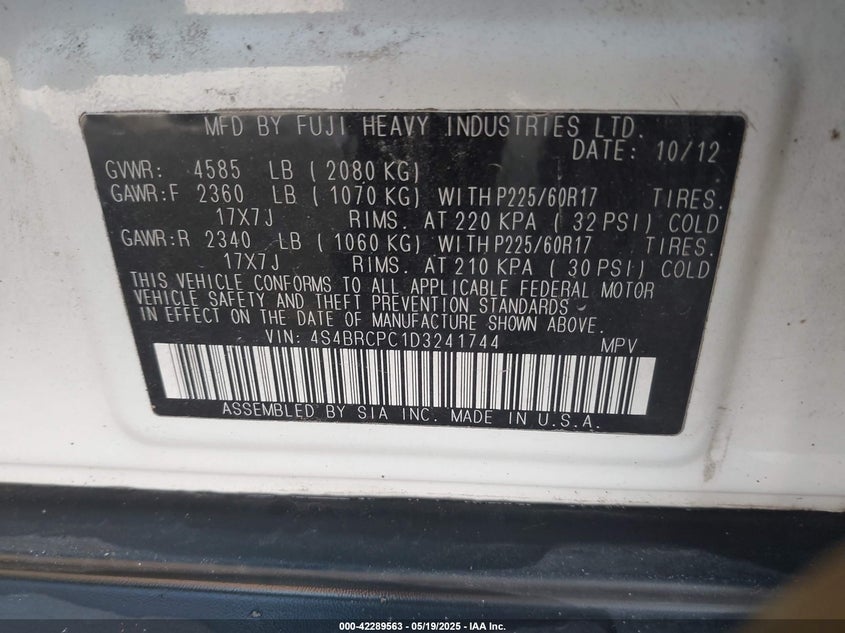 MFD BY FUJI HEAVY INDUSTRIES LTD.
DATE: 10/12
GVWR: 4585 LB (2080 KG)
GAWR:F 2360 LB (1070 KG) WITH P225/60R17 TIRES.
17X7J RIMS. AT 220 KPA (32 PSI) COLD
GAWR:R 2340 LB (1060 KG) WITH P225/60R17 TIRES.
17X7J RIMS. AT 210 KPA (30 PSI) COLD
THIS VEHICLE CONFORMS TO ALL APPLICABLE FEDERAL MOTOR
VEHICLE SAFETY AND THEFT PREVENTION STANDARDS
IN EFFECT ON THE DATE OF MANUFACTURE SHOWN ABOVE.
VIN: 4S4BRCPC1D3241744 MPV
ASSEMBLED BY SIA INC. MADE IN U.S.A.
000-42289563 — 05/19/2025 — IAA Inc.